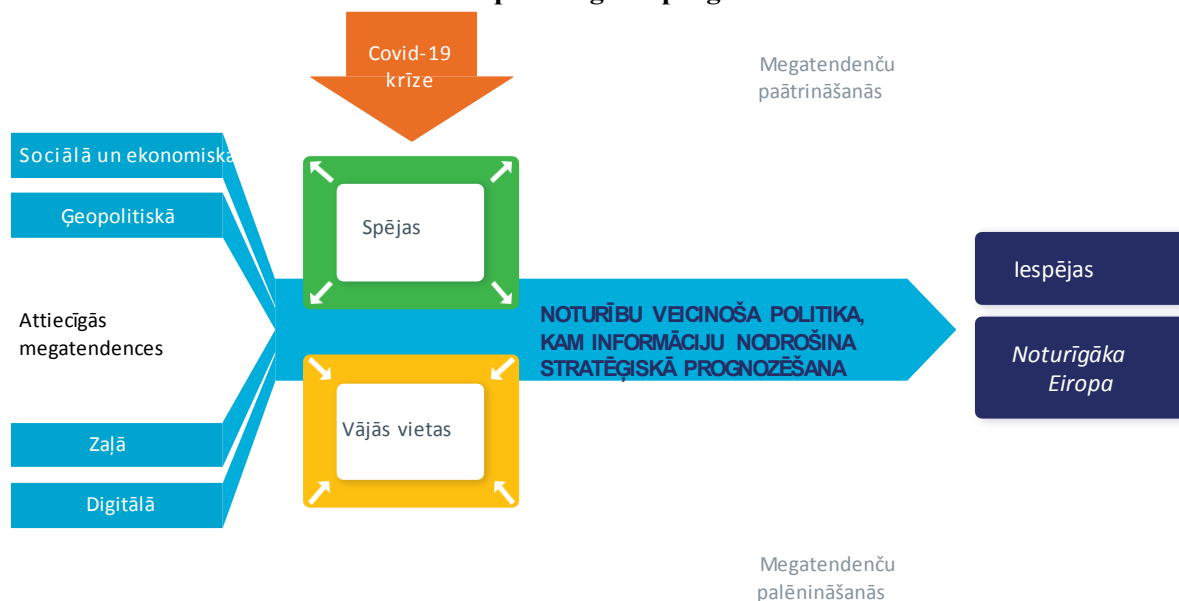 Covid-19
krīze
Megatendenču
paātrināšanās
Sociālā un ekonomiskā
Ģeopolitiskā
Attiecīgās
megatendences
Zaļā
Digitālā
Spējas
Vājās vietas
NOTURĪBU VEICINOŠA POLITIKA,
KAM INFORMĀCIJU NODROŠINA
STRATĒĢISKĀ PROGNOZĒŠANA
Iespējas
Noturīgāka
Eiropa
Megatendenču
palēnināšanās